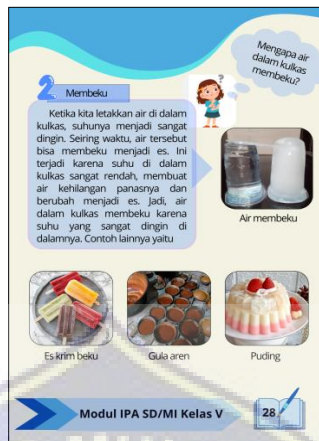 Mengapa air
dalam kulkas
membeku?
2
Membeku
Ketika kita letakkan air di dalam
kulkas, suhunya menjadi sangat
dingin. Seiring waktu, air tersebut
bisa membeku menjadi es. Ini
terjadi karena suhu di dalam
kulkas sangat rendah, membuat
air kehilangan panasnya dan
berubah menjadi es. Jadi, air
dalam kulkas membeku karena
suhu yang sangat dingin di
dalamnya. Contoh lainnya yaitu
?
Air membeku
Es krim beku
Gula aren
Puding
Modul IPA SD/MI Kelas V
28